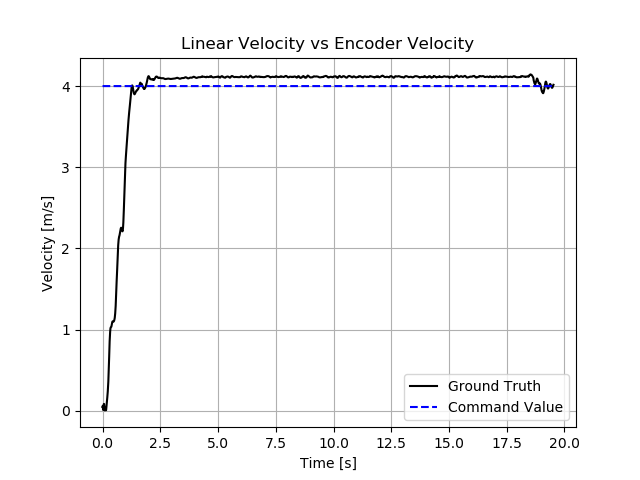 Linear Velocity vs Encoder Velocity
Velocity [m/s]
4
3
2
1
0
Ground Truth
Command Value
0.0 2.5 5.0 7.5 10.0 12.5 15.0 17.5 20.0
Time [s]